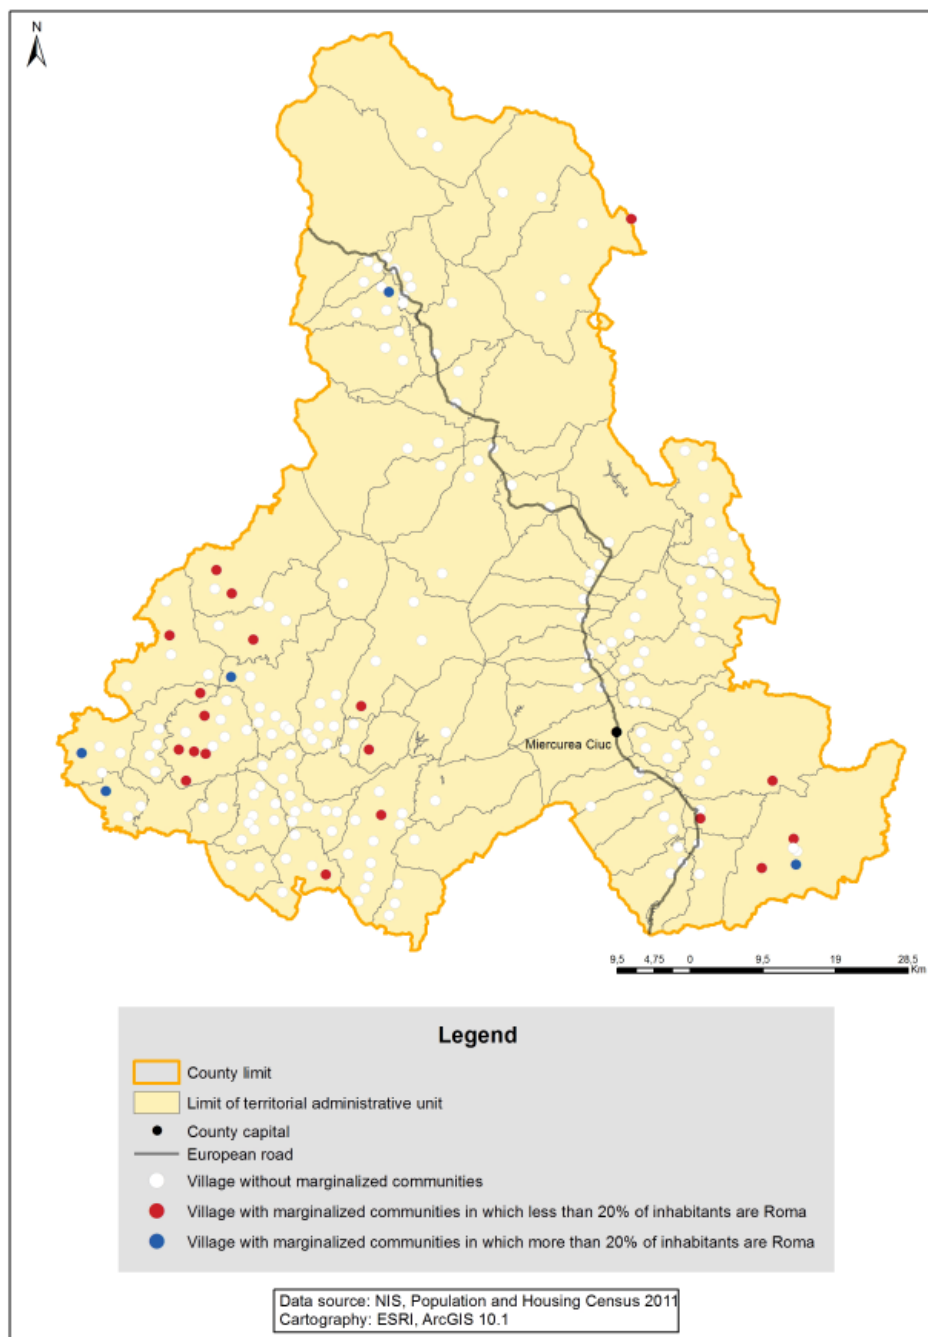 N
Miercurea Ciuc
9,5 4,75 0 9,5 19 28,5
Km
Legend
County limit
Limit of territorial administrative unit
County capital
European road
Village without marginalized communities
Village with marginalized communities in which less than 20% of inhabitants are Roma
Village with marginalized communities in which more than 20% of inhabitants are Roma
Data source: NIS, Population and Housing Census 2011
Cartography: ESRI, ArcGIS 10.1